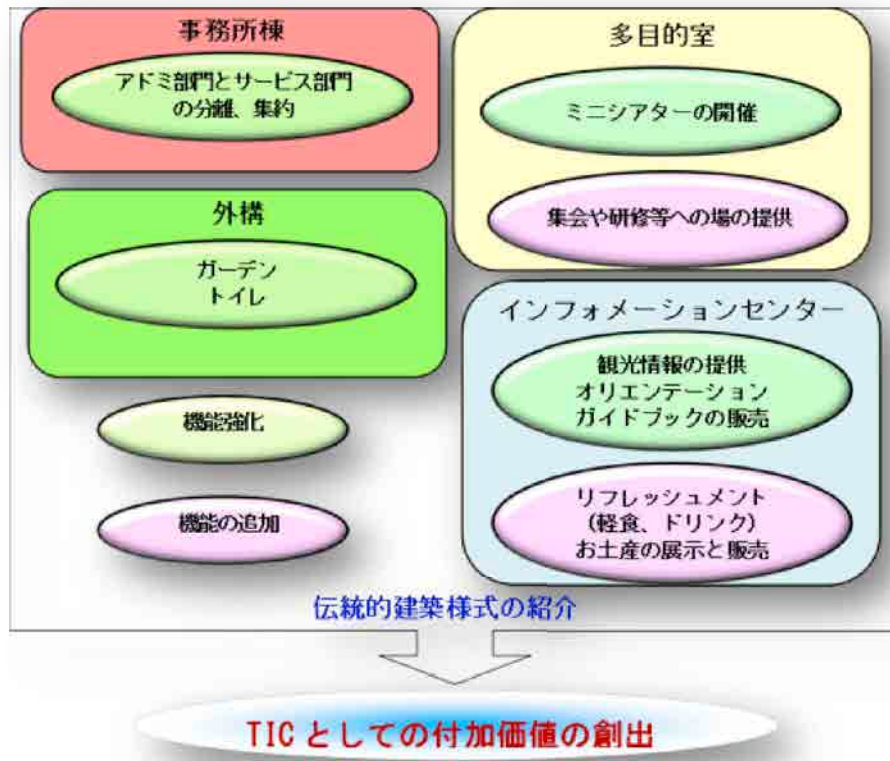 事務所棟
アドミ部門とサービス部門
の分離、集約
外構
ガーデン
トイレ
機能強化
機能の追加
多目的室
ミニシアターの開催
集会や研修等への場の提供
インフォメーションセンター
観光情報の提供
オリエンテーション
ガイドブックの販売
リフレッシュメント
(軽食、ドリンク)
お土産の展示と販売
伝統的建築様式の紹介
TICとしての付加価値の創出